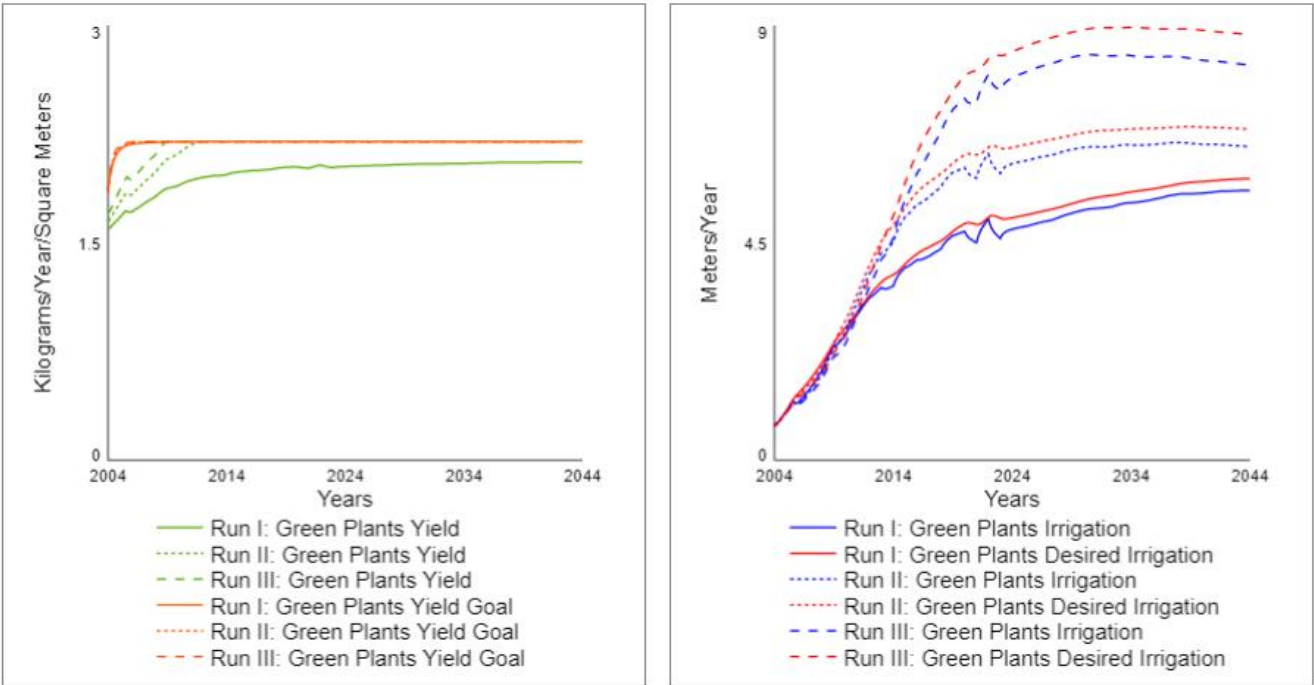 3
Kilograms/Year/Square Meters
1.5
0
2004 2014 2024 2034 2044
Years
Run I: Green Plants Yield
Run II: Green Plants Yield
Run III: Green Plants Yield
Run I: Green Plants Yield Goal
Run II: Green Plants Yield Goal
Run III: Green Plants Yield Goal
9
Meters/Year
4.5
0
2004 2014 2024 2034 2044
Years
Run I: Green Plants Irrigation
Run I: Green Plants Desired Irrigation
Run II: Green Plants Irrigation
Run II: Green Plants Desired Irrigation
Run III: Green Plants Irrigation
Run III: Green Plants Desired Irrigation